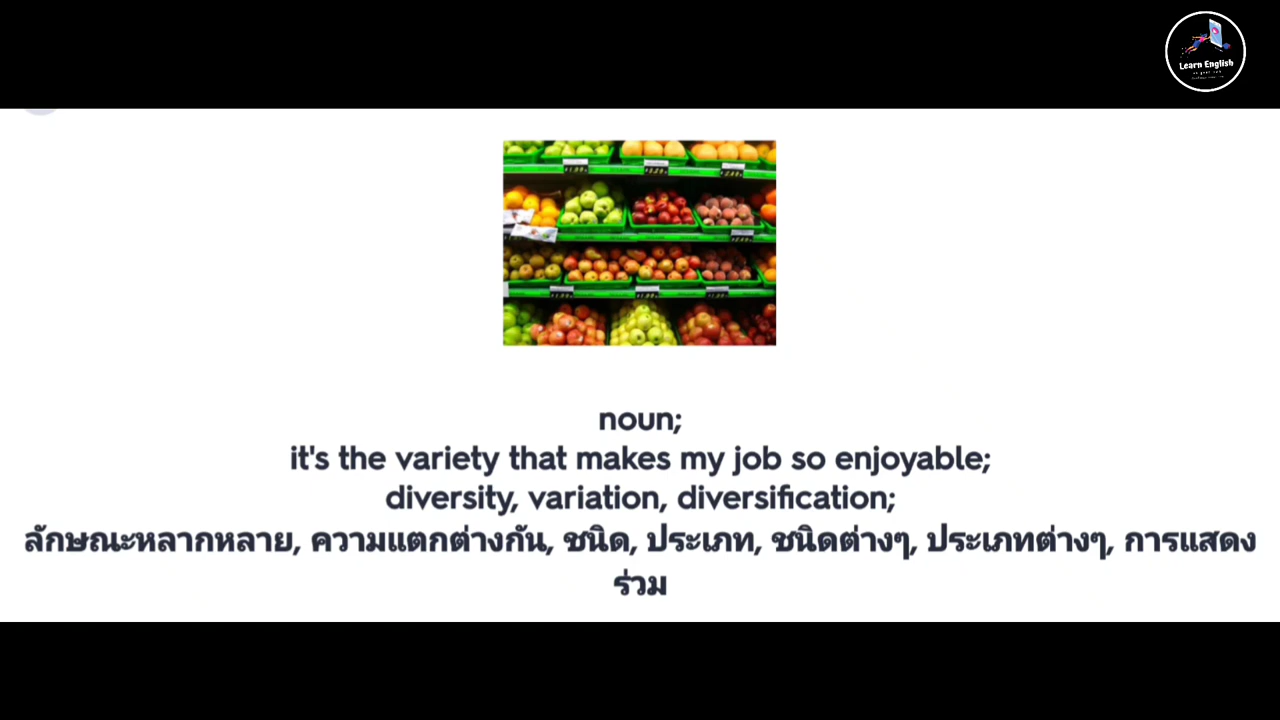 Learn English
noun;
it's the variety that makes my job so enjoyable;
diversity, variation, diversification;
ลักษณะหลากหลาย, ความแตกต่างกัน, ชนิด, ประเภท, ชนิดต่างๆ, ประเภทต่างๆ, การแสดง
ร่วม